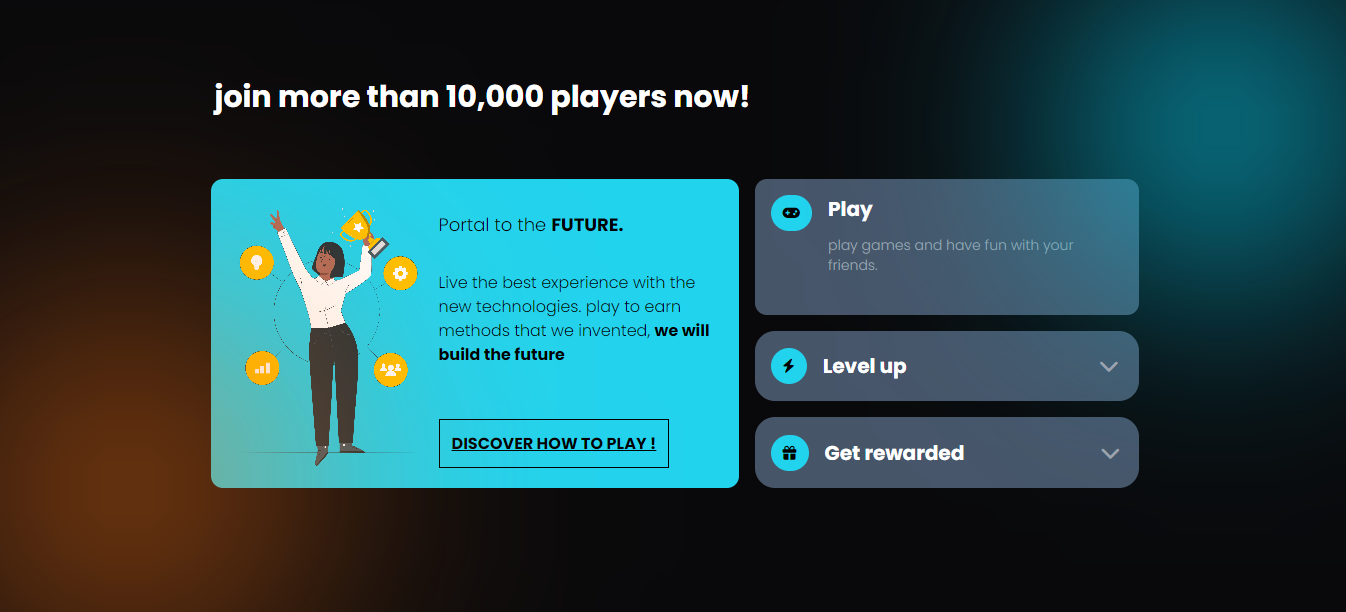 join more than 10,000 players now!
Portal to the FUTURE.
Live the best experience with the
new technologies. play to earn
methods that we invented, we will
build the future
DISCOVER HOW TO PLAY !
Play
play games and have fun with your
friends.
Level up
Get rewarded